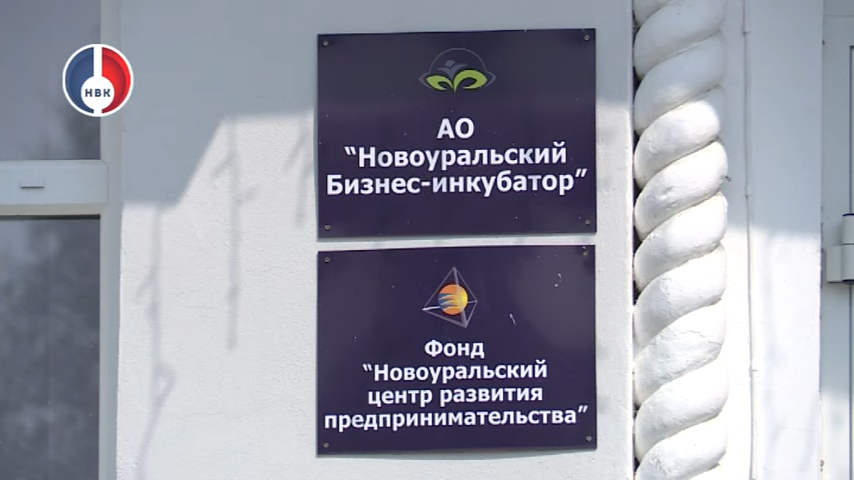 НВК
АО
“Новоуральский
Бизнес-инкубатор”
Фонд
“Новоуральский
центр развития
предпринимательства”